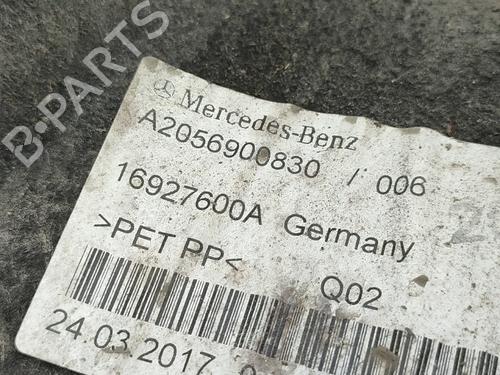 B-PARTS
Mercedes-Benz
A2056900830 / 006
16927600A Germany
>PET PP< Q02
24.03.2017